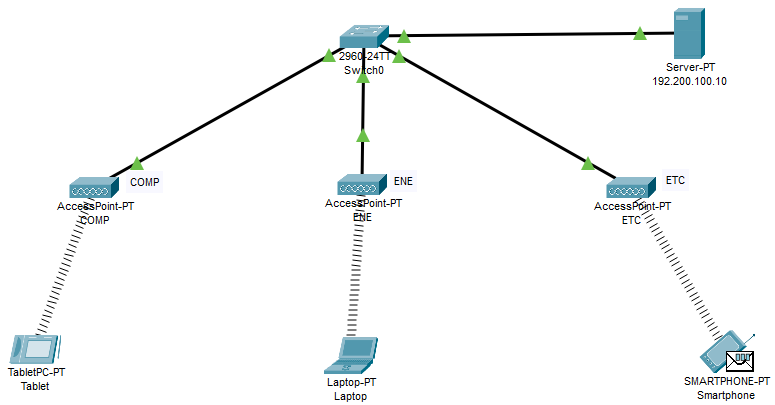 2960-24TT
Switch0
Server-PT
192.200.100.10
COMP
AccessPoint-PT
COMP
ENE
AccessPoint-PT
ENE
ETC
AccessPoint-PT
ETC
TabletPC-PT
Tablet
Laptop-PT
Laptop
SMARTPHONE-PT
Smartphone